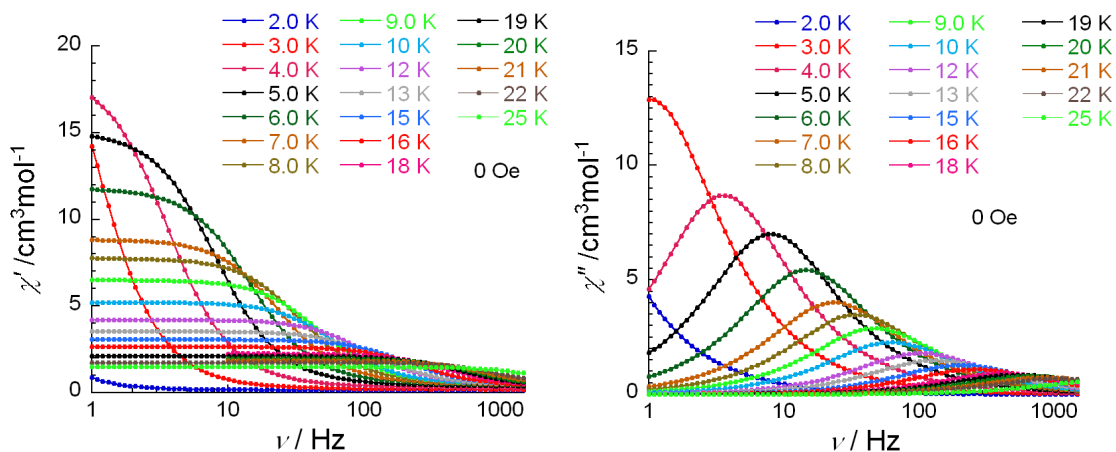 2.0 K 9.0 K 19 K
3.0 K 10 K 20 K
4.0 K 12 K 21 K
5.0 K 13 K 22 K
6.0 K 15 K 25 K
7.0 K 16 K
8.0 K 18 K
0 Oe
20
15
10
5
0
χ′ /cm³mol⁻¹
1 10 100 1000
ν / Hz
2.0 K 9.0 K 19 K
3.0 K 10 K 20 K
4.0 K 12 K 21 K
5.0 K 13 K 22 K
6.0 K 15 K 25 K
7.0 K 16 K
8.0 K 18 K
0 Oe
15
10
5
0
χ″ /cm³mol⁻¹
1 10 100 1000
ν / Hz